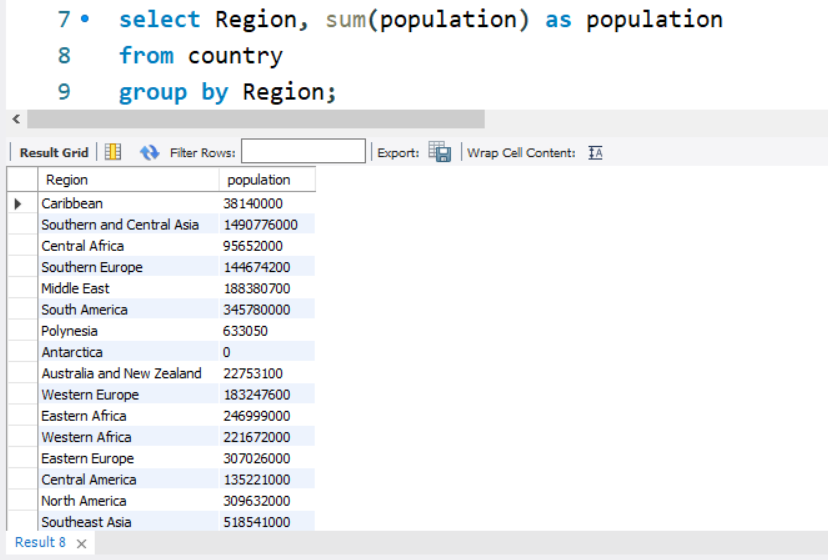 7 select Region, sum(population) as population
8 from country
9 group by Region;
Result Grid Filter Rows: Export: Wrap Cell Content: IA
Region population
Caribbean 38140000
Southern and Central Asia 1490776000
Central Africa 95652000
Southern Europe 144674200
Middle East 188380700
South America 345780000
Polynesia 633050
Antarctica 0
Australia and New Zealand 22753100
Western Europe 183247600
Eastern Africa 246999000
Western Africa 221672000
Eastern Europe 307026000
Central America 135221000
North America 309632000
Southeast Asia 518541000
Result 8